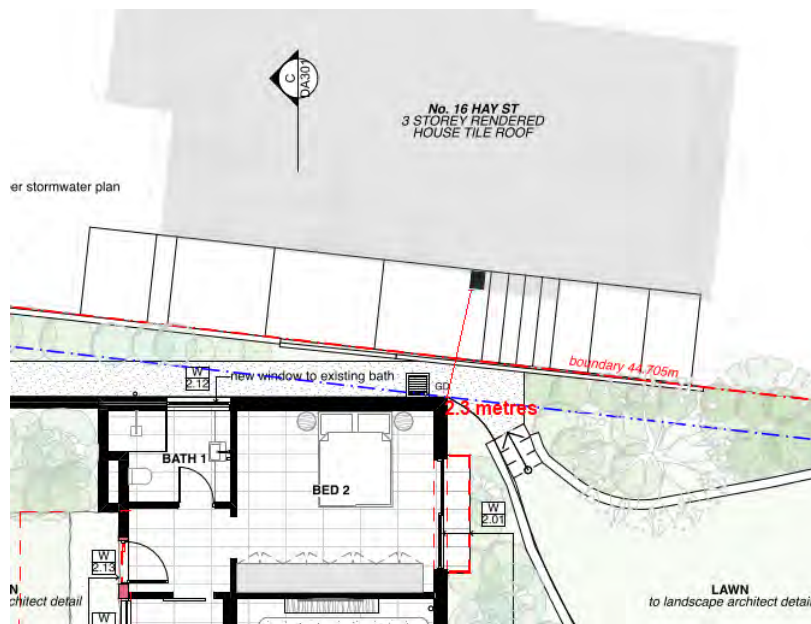 C
DA301
No. 16 HAY ST
3 STOREY RENDERED
HOUSE TILE ROOF
er stormwater plan
boundary 44.705m
W
2.12
new window to existing bath
GD
2.3 metres
BATH 1
BED 2
W
2.01
W
2.13
N
chitect detail
W
LAWN
to landscape architect detail